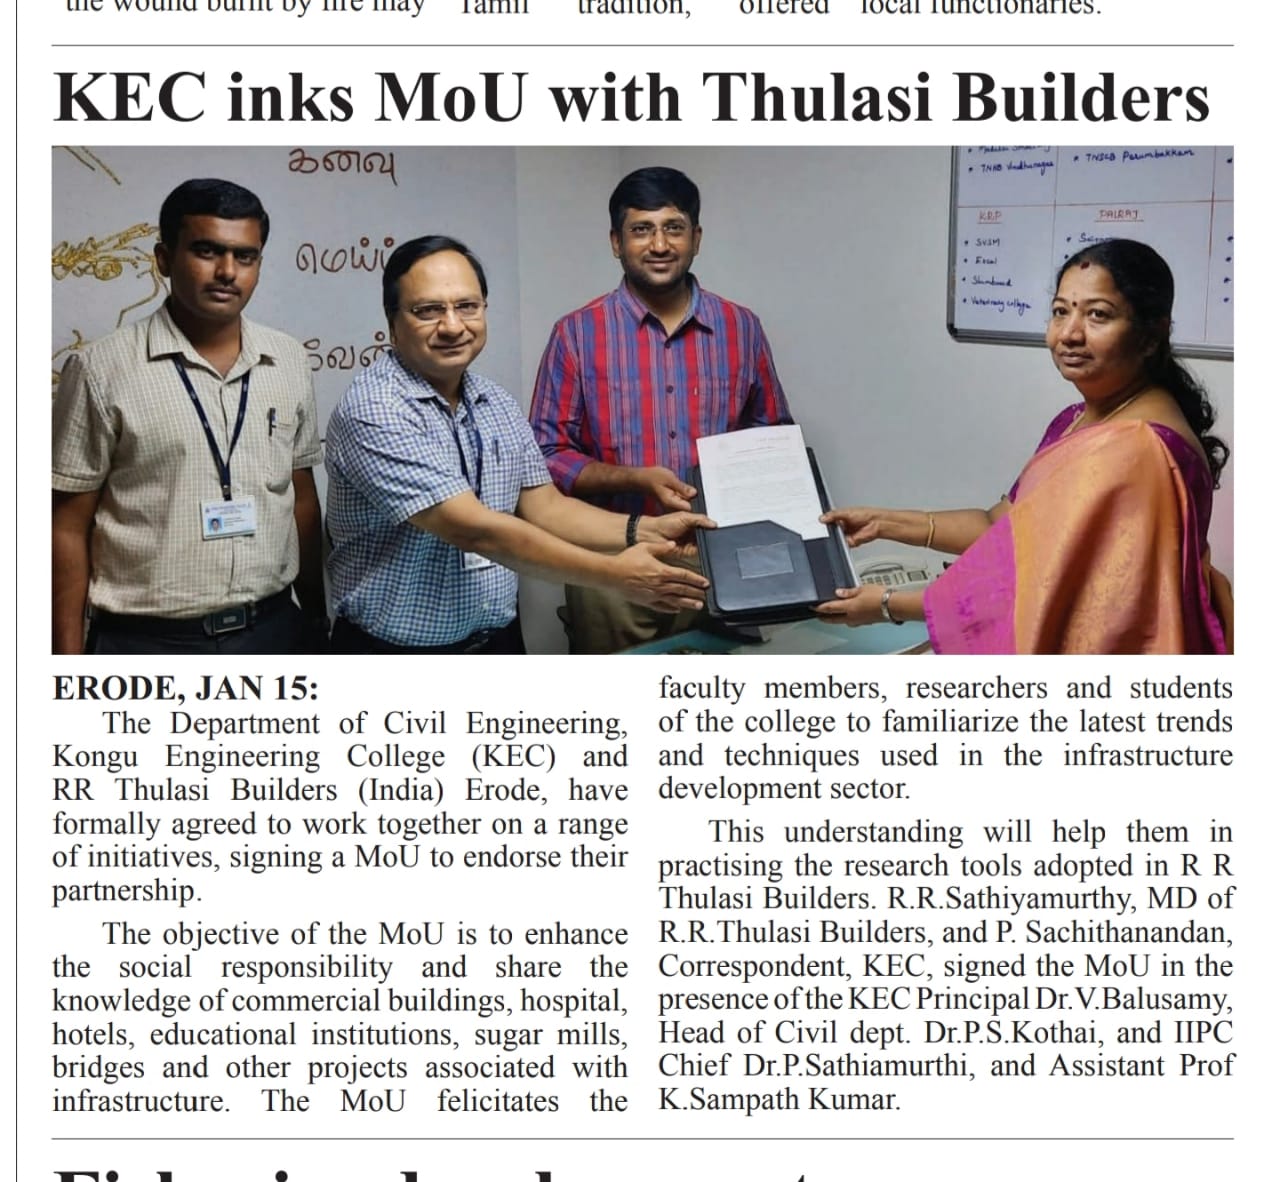 the wound burnt by fire may Tamil tradition, offered local functionaries.
KEC inks MoU with Thulasi Builders
கனவு
மெய்ப்
TNHB
TNSCB Perumbakkam
KRP
PALRAJ
SVSM
Excel
Veterinary college
ERODE, JAN 15:
The Department of Civil Engineering,
Kongu Engineering College (KEC) and
RR Thulasi Builders (India) Erode, have
formally agreed to work together on a range
of initiatives, signing a MoU to endorse their
partnership.
The objective of the MoU is to enhance
the social responsibility and share the
knowledge of commercial buildings, hospital,
hotels, educational institutions, sugar mills,
bridges and other projects associated with
infrastructure. The MoU felicitates the
faculty members, researchers and students
of the college to familiarize the latest trends
and techniques used in the infrastructure
development sector.
This understanding will help them in
practising the research tools adopted in R R
Thulasi Builders. R.R.Sathiyamurthy, MD of
R.R.Thulasi Builders, and P. Sachithanandan,
Correspondent, KEC, signed the MoU in the
presence of the KEC Principal Dr.V.Balusamy,
Head of Civil dept. Dr.P.S.Kothai, and IIPC
Chief Dr.P.Sathiamurthi, and Assistant Prof
K.Sampath Kumar.